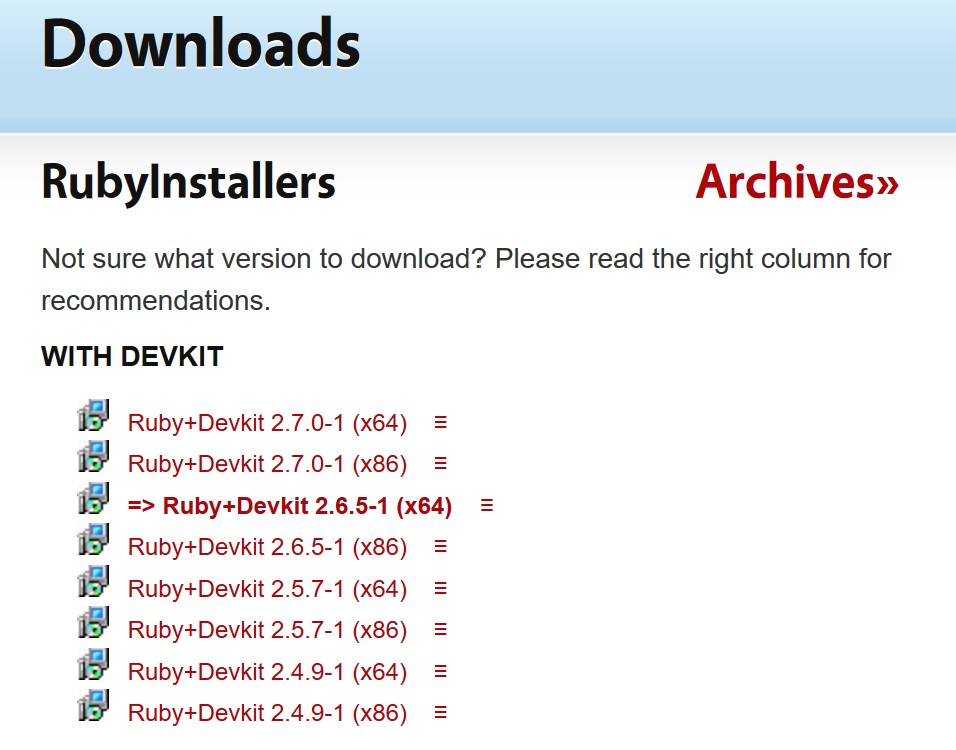 Downloads
RubyInstallers
Archives»
Not sure what version to download? Please read the right column for
recommendations.
WITH DEVKIT
Ruby+Devkit 2.7.0-1 (x64)
Ruby+Devkit 2.7.0-1 (x86)
=> Ruby+Devkit 2.6.5-1 (x64)
Ruby+Devkit 2.6.5-1 (x86)
Ruby+Devkit 2.5.7-1 (x64)
Ruby+Devkit 2.5.7-1 (x86)
Ruby+Devkit 2.4.9-1 (x64)
Ruby+Devkit 2.4.9-1 (x86)